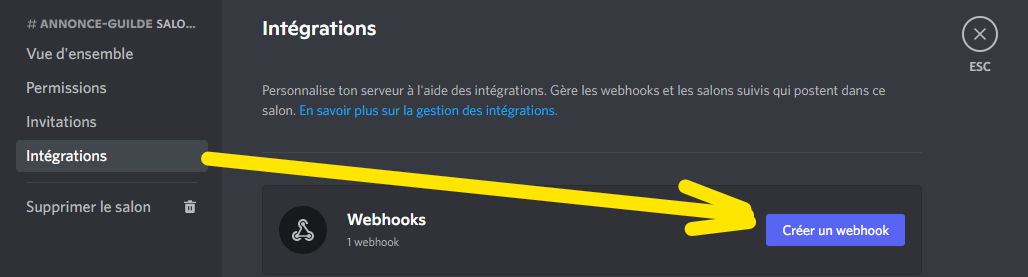 # ANNONCE-GUILDE SALO...
Vue d'ensemble
Permissions
Invitations
Intégrations
Supprimer le salon
Intégrations
ESC
Personnalise ton serveur à l'aide des intégrations. Gère les webhooks et les salons suivis qui postent dans ce
salon. En savoir plus sur la gestion des intégrations.
Webhooks
1 webhook
Créer un webhook